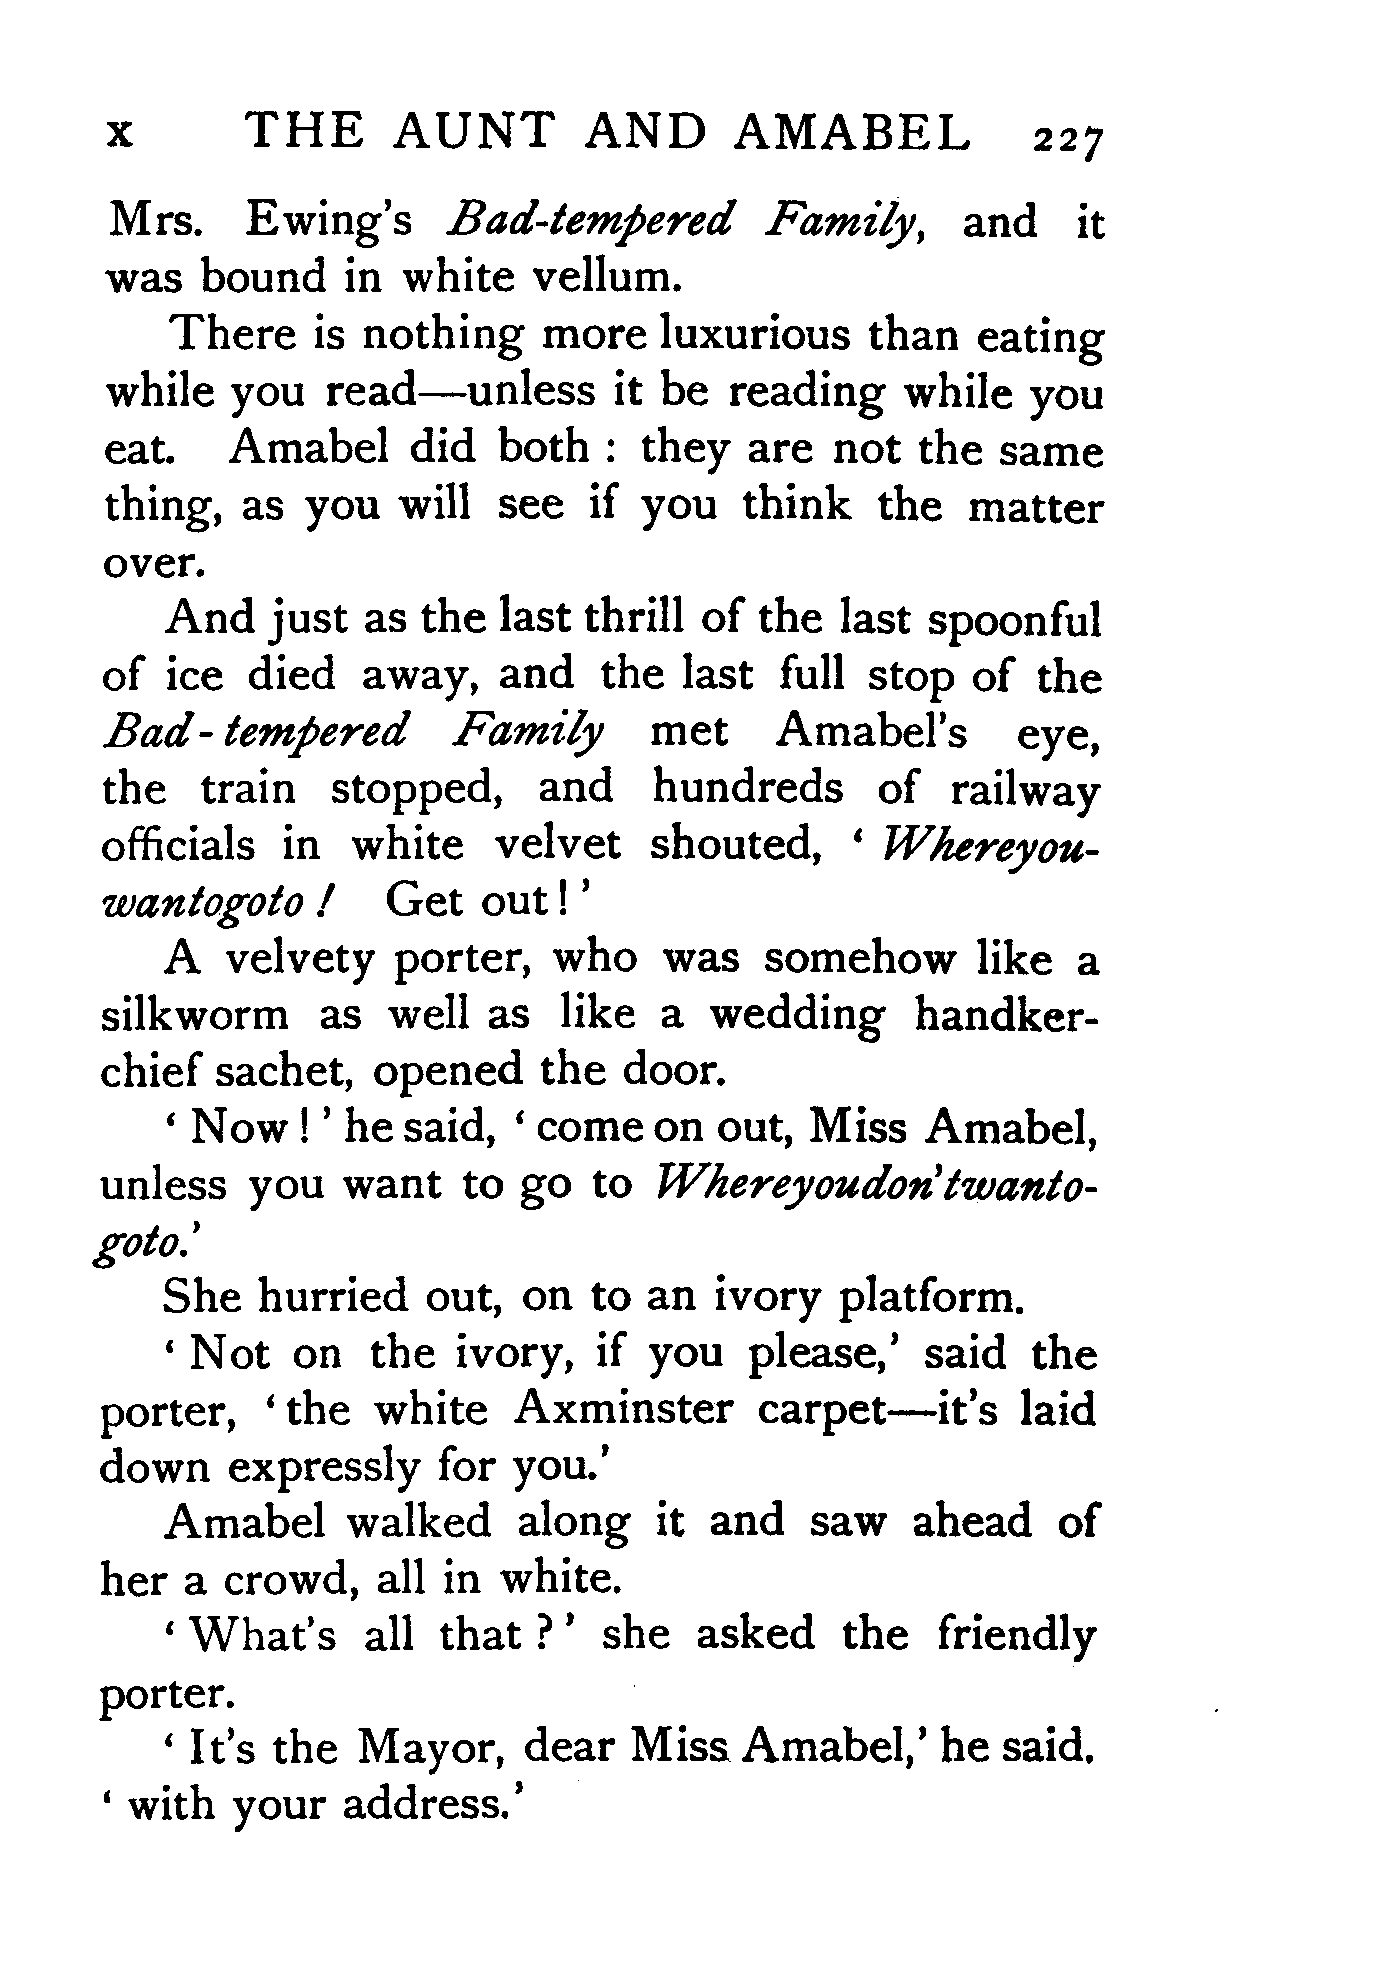 x THE AUNT AND AMABEL 227
Mrs. Ewing's Bad-tempered Family, and it
was bound in white vellum.
There is nothing more luxurious than eating
while you read—unless it be reading while you
eat. Amabel did both : they are not the same
thing, as you will see if you think the matter
over.
And just as the last thrill of the last spoonful
of ice died away, and the last full stop of the
Bad-tempered Family met Amabel's eye,
the train stopped, and hundreds of railway
officials in white velvet shouted, ‘ Whereyou-
wantogoto ! Get out ! ’
A velvety porter, who was somehow like a
silkworm as well as like a wedding handker-
chief sachet, opened the door.
‘ Now ! ’ he said, ‘ come on out, Miss Amabel,
unless you want to go to Whereyoudon'twanto-
goto.’
She hurried out, on to an ivory platform.
‘ Not on the ivory, if you please,’ said the
porter, ‘ the white Axminster carpet—it's laid
down expressly for you.’
Amabel walked along it and saw ahead of
her a crowd, all in white.
‘ What's all that ? ’ she asked the friendly
porter.
‘ It's the Mayor, dear Miss Amabel,’ he said.
‘ with your address.’